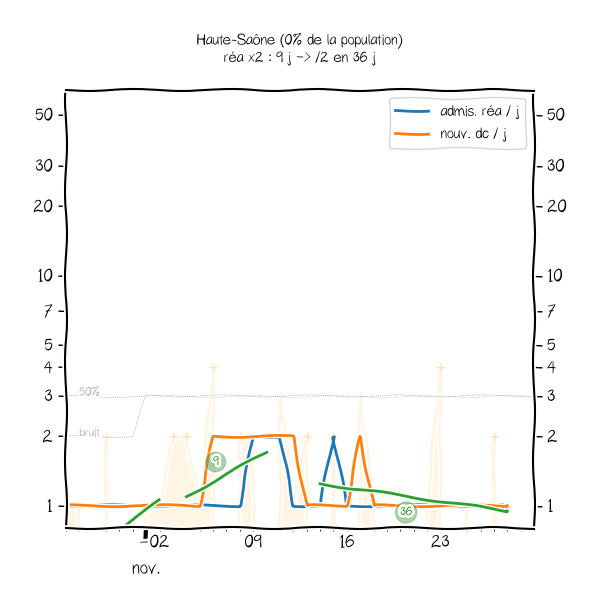 Haute-Saône (0% de la population)
réa x2 : 9 j -> /2 en 36 j
admis. réa / j
nouv. dc / j
50 50
30 30
20 20
10 10
7 7
5 5
4 4
50%
3 3
bruit
2 2
9
1 1
36
02 09 16 23
nov.